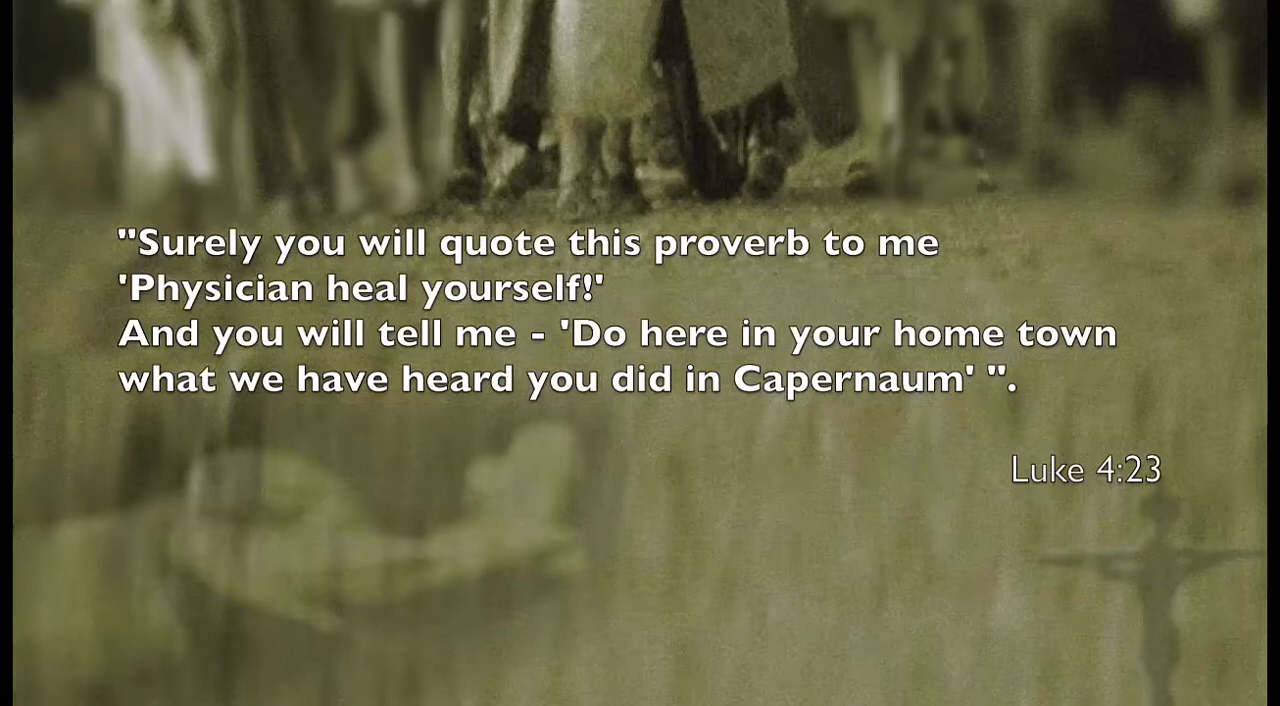 "Surely you will quote this proverb to me
'Physician heal yourself!'
And you will tell me - 'Do here in your home town
what we have heard you did in Capernaum' ".
Luke 4:23